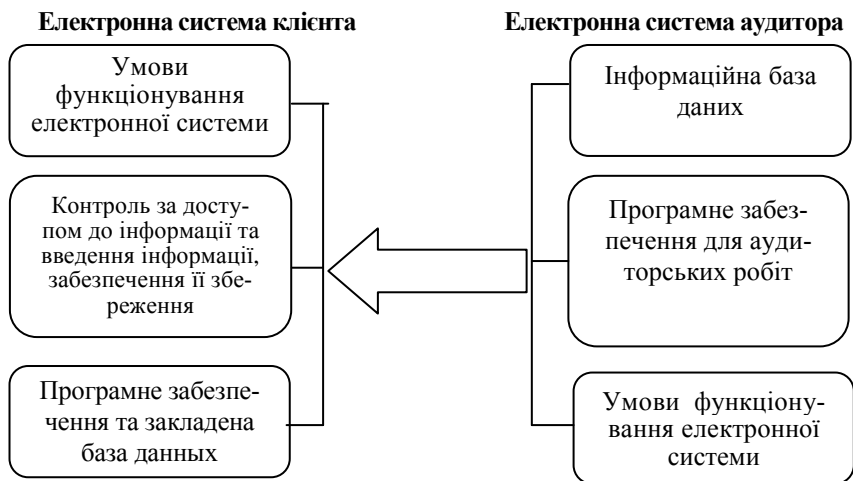 Електронна система клієнта
Умови
функціонування
електронної системи
Контроль за досту-
пом до інформації та
введення інформації,
забезпечення її збе-
реження
Програмне забезпе-
чення та закладена
база данных
Електронна система аудитора
Інформаційна база
даних
Програмне забез-
печення для ауди-
торських робіт
Умови функціону-
вання електронної
системи